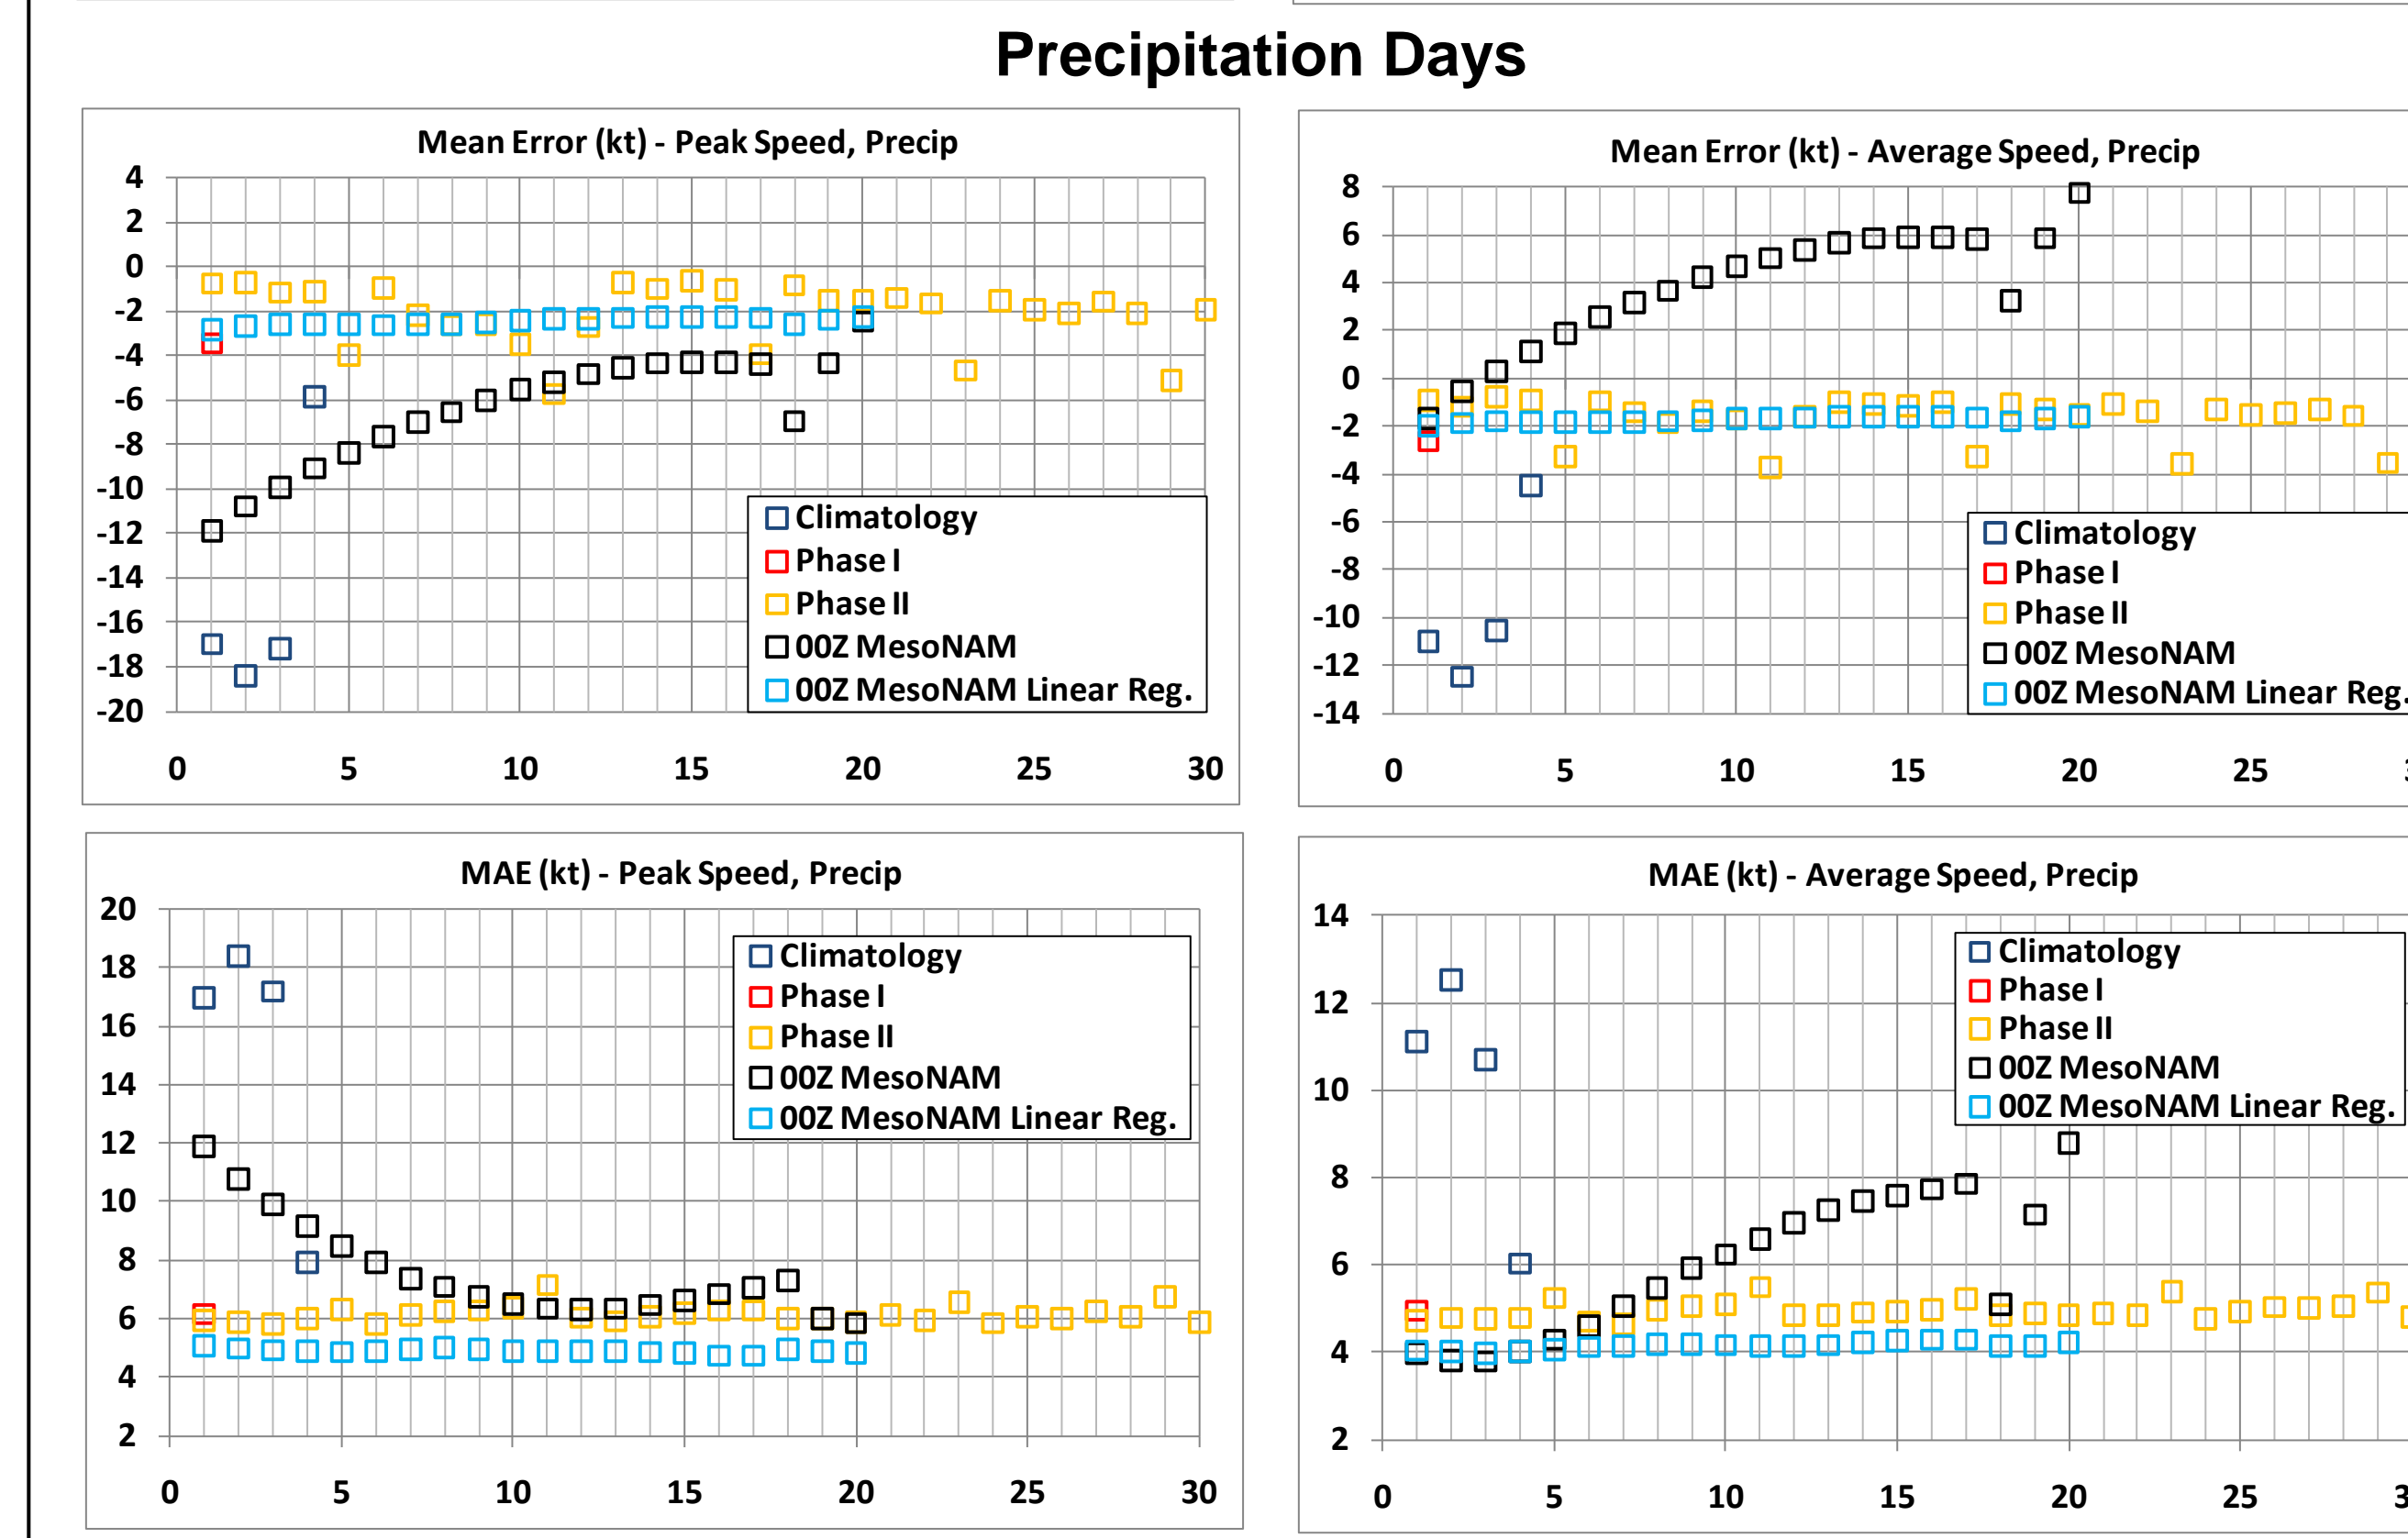 Precipitation Days
Mean Error (kt) - Peak Speed, Precip
4
2
0
-2
-4
-6
-8
-10
-12
-14
-16
-18
-20
0 5 10 15 20 25 30
Climatology
Phase I
Phase II
00Z MesoNAM
00Z MesoNAM Linear Reg.
Mean Error (kt) - Average Speed, Precip
8
6
4
2
0
-2
-4
-6
-8
-10
-12
-14
0 5 10 15 20 25
Climatology
Phase I
Phase II
00Z MesoNAM
00Z MesoNAM Linear Reg.
MAE (kt) - Peak Speed, Precip
20
18
16
14
12
10
8
6
4
2
0 5 10 15 20 25 30
Climatology
Phase I
Phase II
00Z MesoNAM
00Z MesoNAM Linear Reg.
MAE (kt) - Average Speed, Precip
14
12
10
8
6
4
2
0 5 10 15 20 25
Climatology
Phase I
Phase II
00Z MesoNAM
00Z MesoNAM Linear Reg.